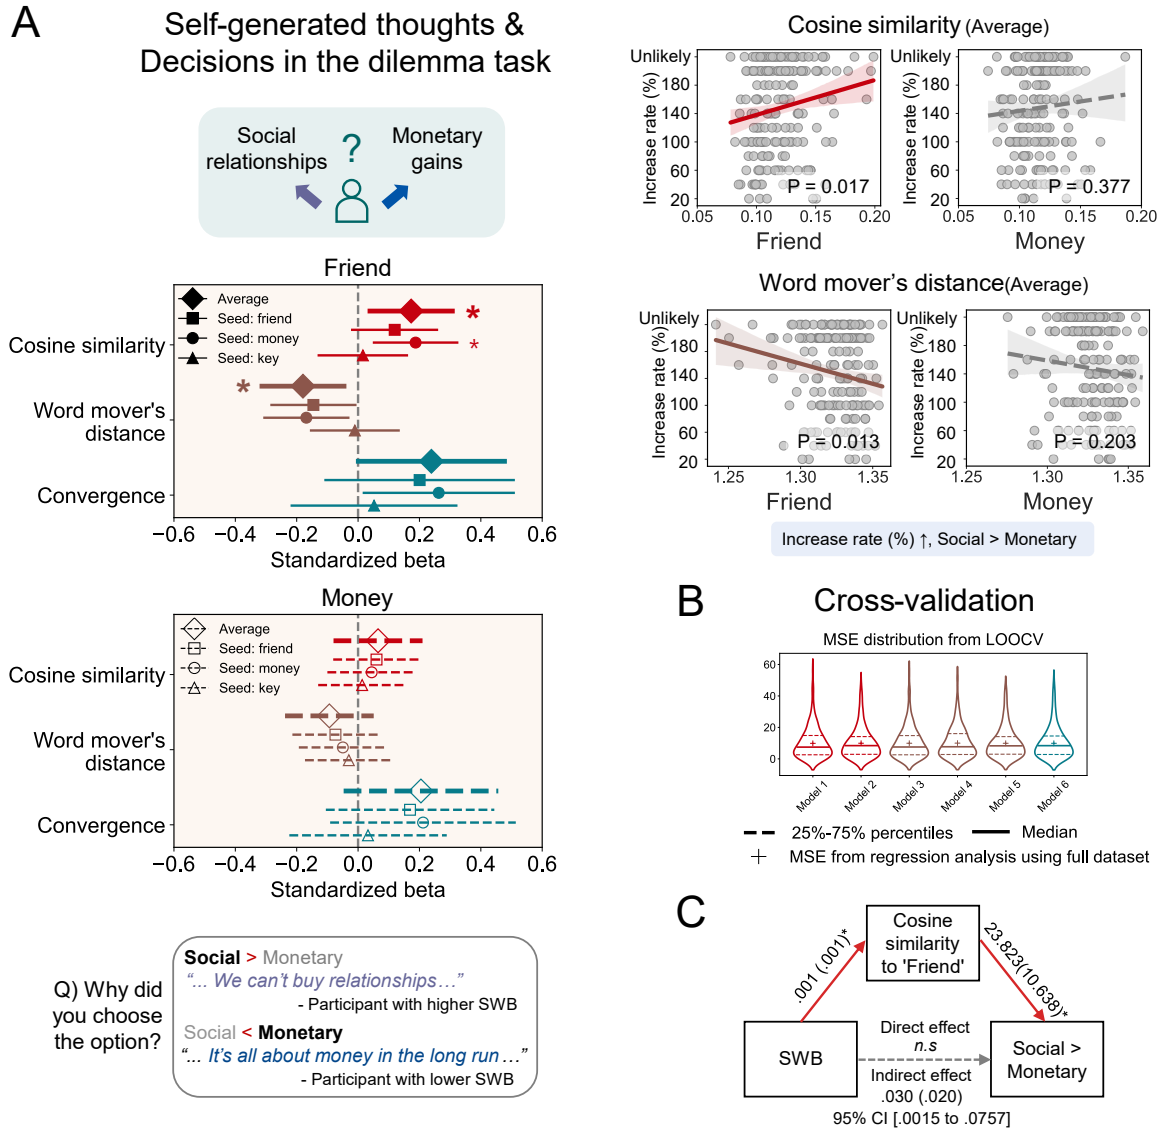 A
Self-generated thoughts &
Decisions in the dilemma task
Social
relationships
?
Monetary
gains
Friend
Average
Seed: friend
Seed: money
Seed: key
*
*
*
Cosine similarity
Word mover's
distance
Convergence
−0.6 −0.4 −0.2 0.0 0.2 0.4 0.6
Standardized beta
Money
Average
Seed: friend
Seed: money
Seed: key
Cosine similarity
Word mover's
distance
Convergence
−0.6 −0.4 −0.2 0.0 0.2 0.4 0.6
Standardized beta
Q) Why did
you choose
the option?
Social > Monetary
“... We can’t buy relationships…”
- Participant with higher SWB
Social < Monetary
“... It’s all about money in the long run …”
- Participant with lower SWB
Cosine similarity (Average)
Increase rate (%)
Unlikely
180
140
100
60
20
P = 0.017
0.05 0.10 0.15 0.20
Friend
Increase rate (%)
Unlikely
180
140
100
60
20
P = 0.377
0.05 0.10 0.15 0.20
Money
Word mover’s distance(Average)
Increase rate (%)
Unlikely
180
140
100
60
20
P = 0.013
1.25 1.30 1.35
Friend
Increase rate (%)
Unlikely
180
140
100
60
20
P = 0.203
1.25 1.30 1.35
Money
Increase rate (%) ↑, Social > Monetary
B
Cross-validation
MSE distribution from LOOCV
60
40
20
0
Model 1 Model 2 Model 3 Model 4 Model 5 Model 6
25%-75% percentiles
Median
+ MSE from regression analysis using full dataset
C
Cosine
similarity
to 'Friend'
.001 (.001)*
23.823(10.638)*
SWB
Direct effect
n.s
Indirect effect
.030 (.020)
95% CI [.0015 to .0757]
Social >
Monetary